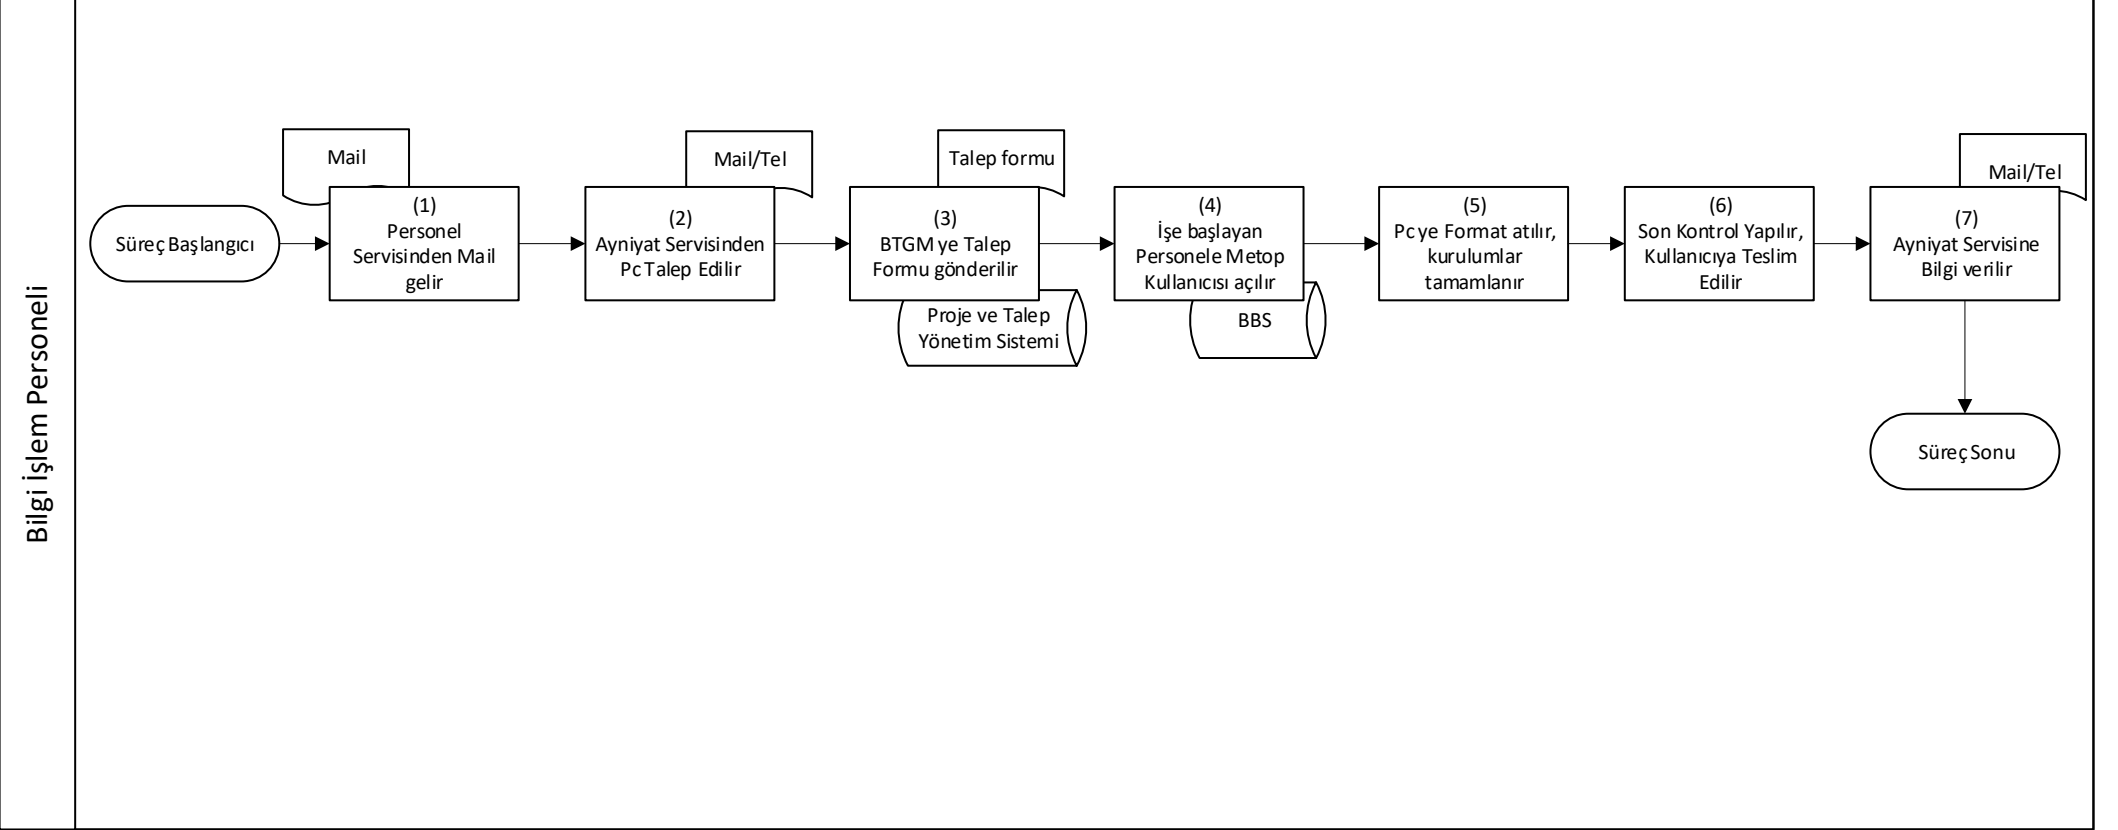 Bilgi İşlem Personeli
Süreç Başlangıcı
Mail
(1)
Personel
Servisinden Mail
gelir
Mail/Tel
(2)
Ayniyat Servisinden
Pc Talep Edilir
Talep formu
(3)
BTGM ye Talep
Formu gönderilir
Proje ve Talep
Yönetim Sistemi
(4)
İşe başlayan
Personele Metop
Kullanıcısı açılır
BBS
(5)
Pc ye Format atılır,
kurulumlar
tamamlanır
(6)
Son Kontrol Yapılır,
Kullanıcıya Teslim
Edilir
Mail/Tel
(7)
Ayniyat Servisine
Bilgi verilir
Süreç Sonu